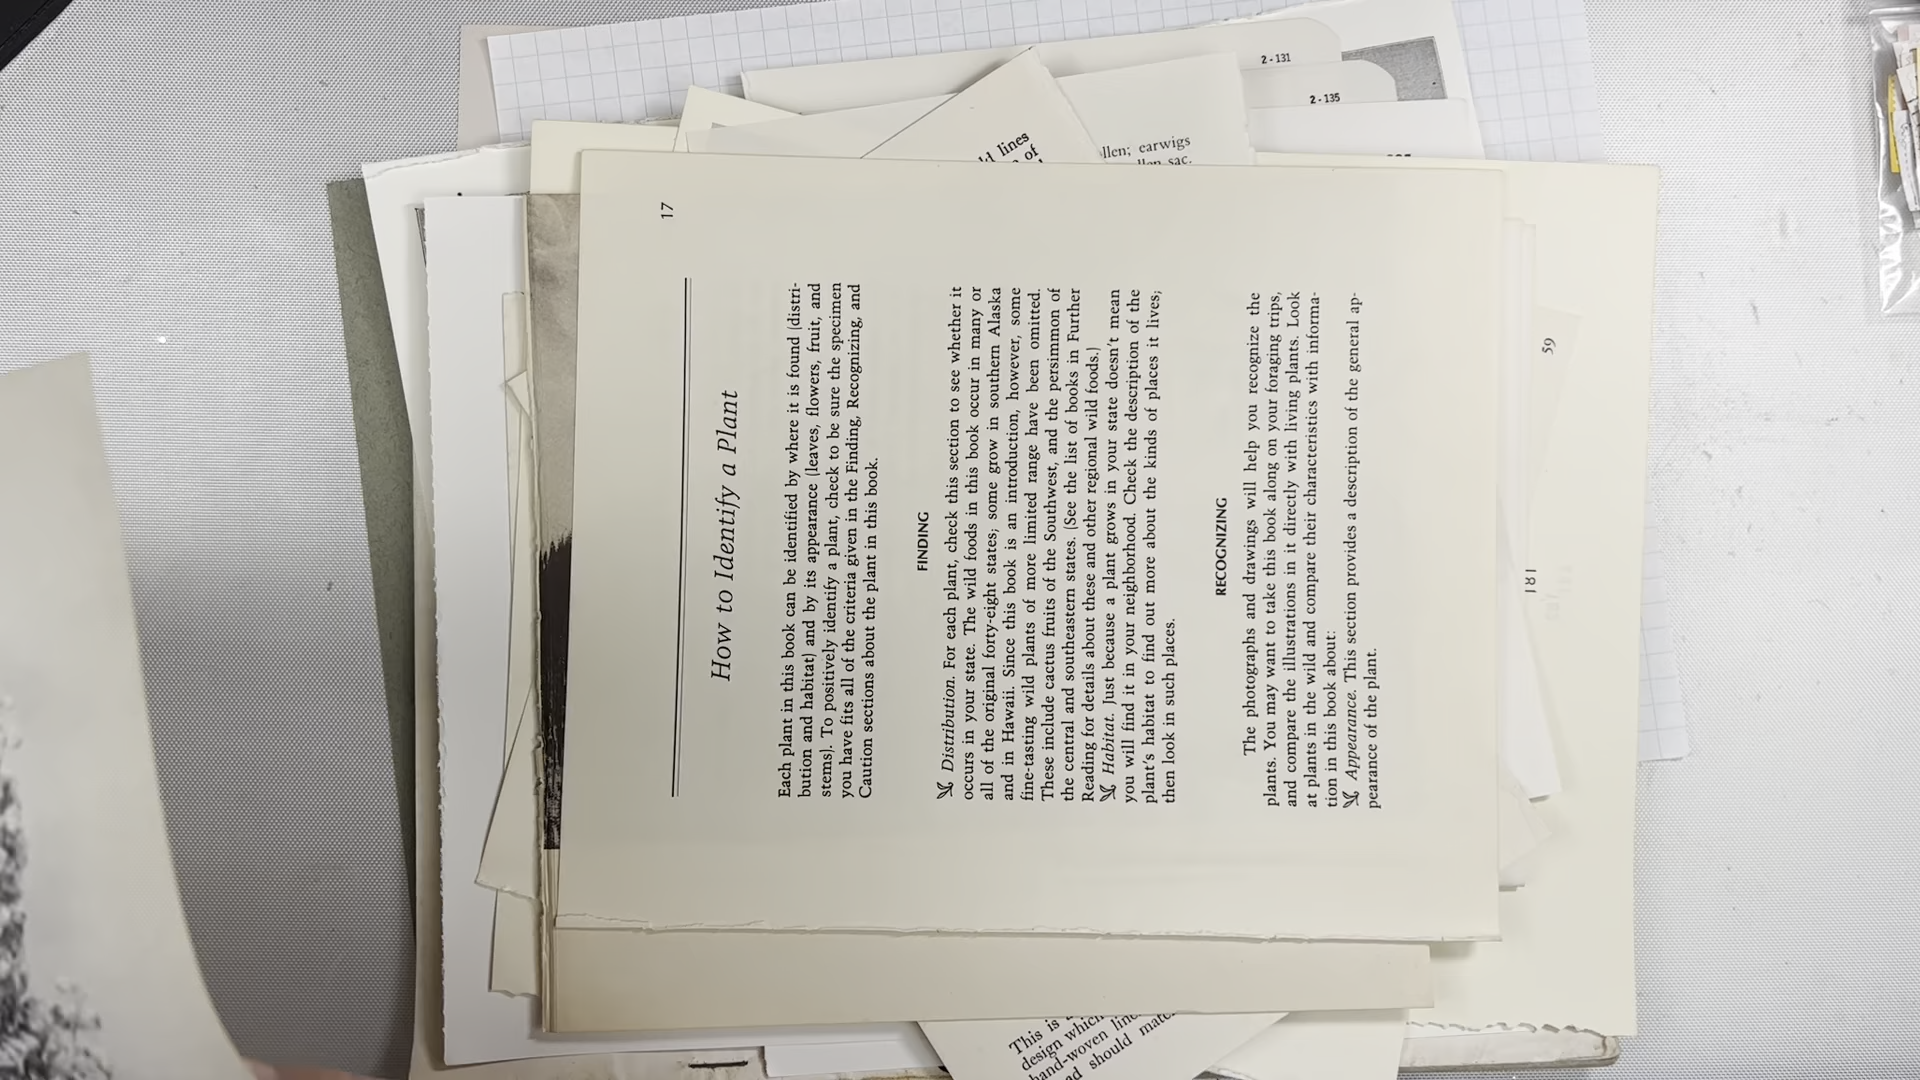 17
How to Identify a Plant
Each plant in this book can be identified by where it is found (distri-
bution and habitat) and by its appearance (leaves, flowers, fruit, and
stems). To positively identify a plant, check to be sure the specimen
you have fits all of the criteria given in the Finding, Recognizing, and
Caution sections about the plant in this book.
FINDING
Distribution. For each plant, check this section to see whether it
occurs in your state. The wild foods in this book occur in many or
all of the original forty-eight states; some grow in southern Alaska
and in Hawaii. Since this book is an introduction, however, some
fine-tasting wild plants of more limited range have been omitted.
These include cactus fruits of the Southwest, and the persimmon of
the central and southeastern states. (See the list of books in Further
Reading for details about these and other regional wild foods.)
Habitat. Just because a plant grows in your state doesn't mean
you will find it in your neighborhood. Check the description of the
plant's habitat to find out more about the kinds of places it lives;
then look in such places.
RECOGNIZING
The photographs and drawings will help you recognize the
plants. You may want to take this book along on your foraging trips,
and compare the illustrations in it directly with living plants. Look
at plants in the wild and compare their characteristics with informa-
tion in this book about:
Appearance. This section provides a description of the general ap-
pearance of the plant.
2-131
2-135
lines
of
llen; earwigs
sac.
59
181
This is
design which
hand-woven
should